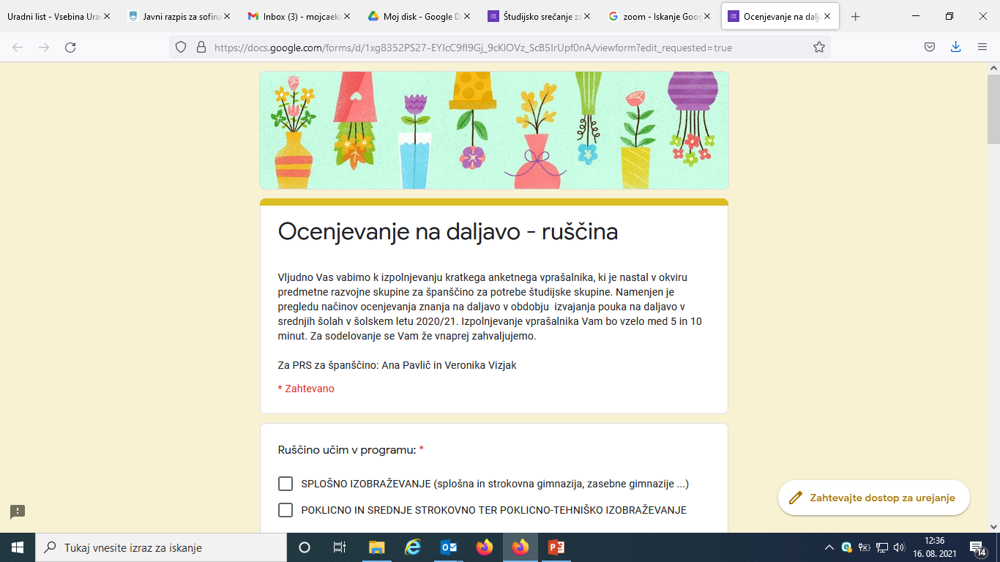 Uradni list - Vsebina Urad
Javni razpis za sofina
Inbox (3) - mojcaeka
Moj disk - Google D
Študijsko srečanje za
zoom - Iskanje Goog
Ocenjevanje na dalja
https://docs.google.com/forms/d/1xg8352PS27-EYIcC9fI9Gj_9cKlOVz_ScB5IrUpf0nA/viewform?edit_requested=true
Ocenjevanje na daljavo - ruščina
Vljudno Vas vabimo k izpolnjevanju kratkega anketnega vprašalnika, ki je nastal v okviru
predmetne razvojne skupine za španščino za potrebe študijske skupine. Namenjen je
pregledu načinov ocenjevanja znanja na daljavo v obdobju izvajanja pouka na daljavo v
srednjih šolah v šolskem letu 2020/21. Izpolnjevanje vprašalnika Vam bo vzelo med 5 in 10
minut. Za sodelovanje se Vam že vnaprej zahvaljujemo.
Za PRS za španščino: Ana Pavlič in Veronika Vizjak
* Zahtevano
Ruščino učim v programu: *
SPLOŠNO IZOBRAŽEVANJE (splošna in strokovna gimnazija, zasebne gimnazije ...)
POKLICNO IN SREDNJE STROKOVNO TER POKLICNO-TEHNIŠKO IZOBRAŽEVANJE
Zahtevajte dostop za urejanje
Tukaj vnesite izraz za iskanje
12:36
16. 08. 2021
14